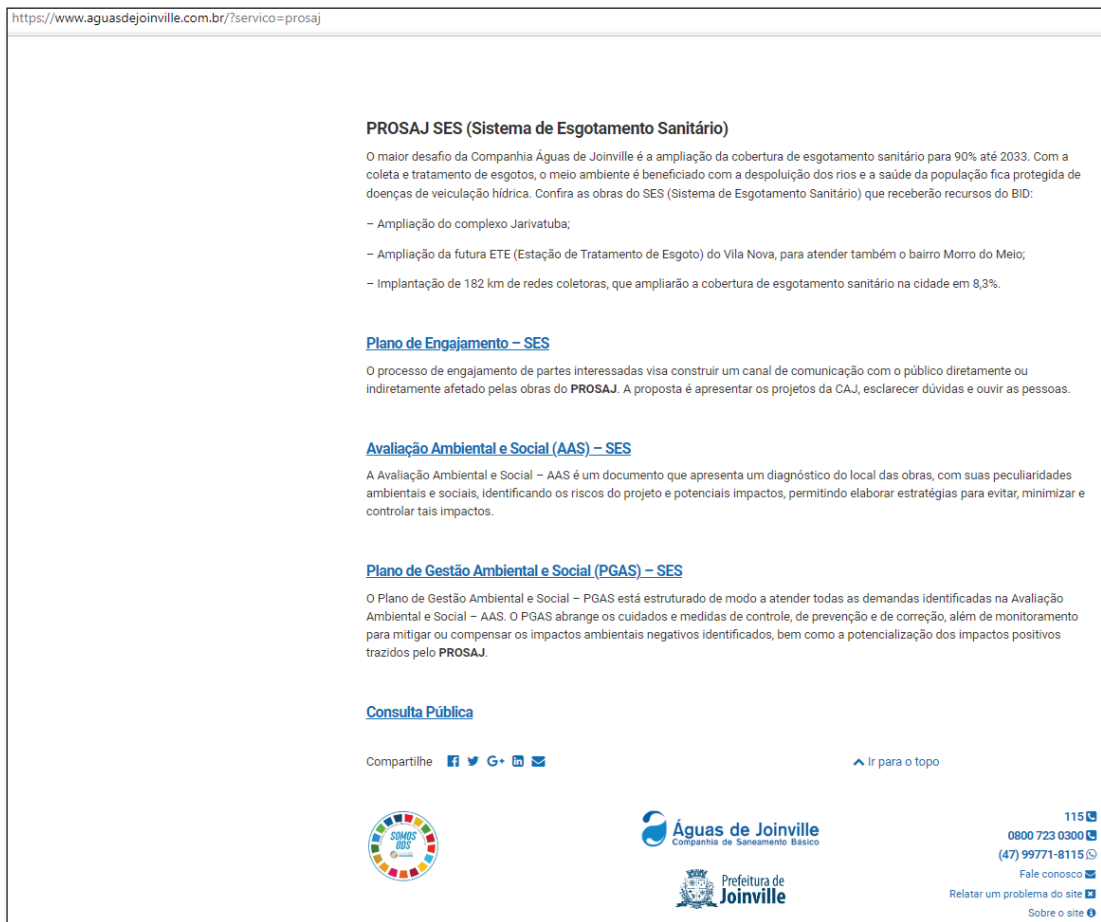 https://www.aguasdejoinville.com.br/?servico=prosaj
PROSAJ SES (Sistema de Esgotamento Sanitário)
O maior desafio da Companhia Águas de Joinville é a ampliação da cobertura de esgotamento sanitário para 90% até 2033. Com a
coleta e tratamento de esgotos, o meio ambiente é beneficiado com a despoluição dos rios e a saúde da população fica protegida de
doenças de veiculação hídrica. Confira as obras do SES (Sistema de Esgotamento Sanitário) que receberão recursos do BID:
– Ampliação do complexo Jarivatuba;
– Ampliação da futura ETE (Estação de Tratamento de Esgoto) do Vila Nova, para atender também o bairro Morro do Meio;
– Implantação de 182 km de redes coletoras, que ampliarão a cobertura de esgotamento sanitário na cidade em 8,3%.
Plano de Engajamento – SES
O processo de engajamento de partes interessadas visa construir um canal de comunicação com o público diretamente ou
indiretamente afetado pelas obras do PROSAJ. A proposta é apresentar os projetos da CAJ, esclarecer dúvidas e ouvir as pessoas.
Avaliação Ambiental e Social (AAS) – SES
A Avaliação Ambiental e Social – AAS é um documento que apresenta um diagnóstico do local das obras, com suas peculiaridades
ambientais e sociais, identificando os riscos do projeto e potenciais impactos, permitindo elaborar estratégias para evitar, minimizar e
controlar tais impactos.
Plano de Gestão Ambiental e Social (PGAS) – SES
O Plano de Gestão Ambiental e Social – PGAS está estruturado de modo a atender todas as demandas identificadas na Avaliação
Ambiental e Social – AAS. O PGAS abrange os cuidados e medidas de controle, de prevenção e de correção, além de monitoramento
para mitigar ou compensar os impactos ambientais negativos identificados, bem como a potencialização dos impactos positivos
trazidos pelo PROSAJ.
Consulta Pública
Compartilhe
Ir para o topo
SOMOS
ODS
Águas de Joinville
Companhia de Saneamento Básico
Prefeitura de
Joinville
115
0800 723 0300
(47) 99771-8115
Fale conosco
Relatar um problema do site
Sobre o site